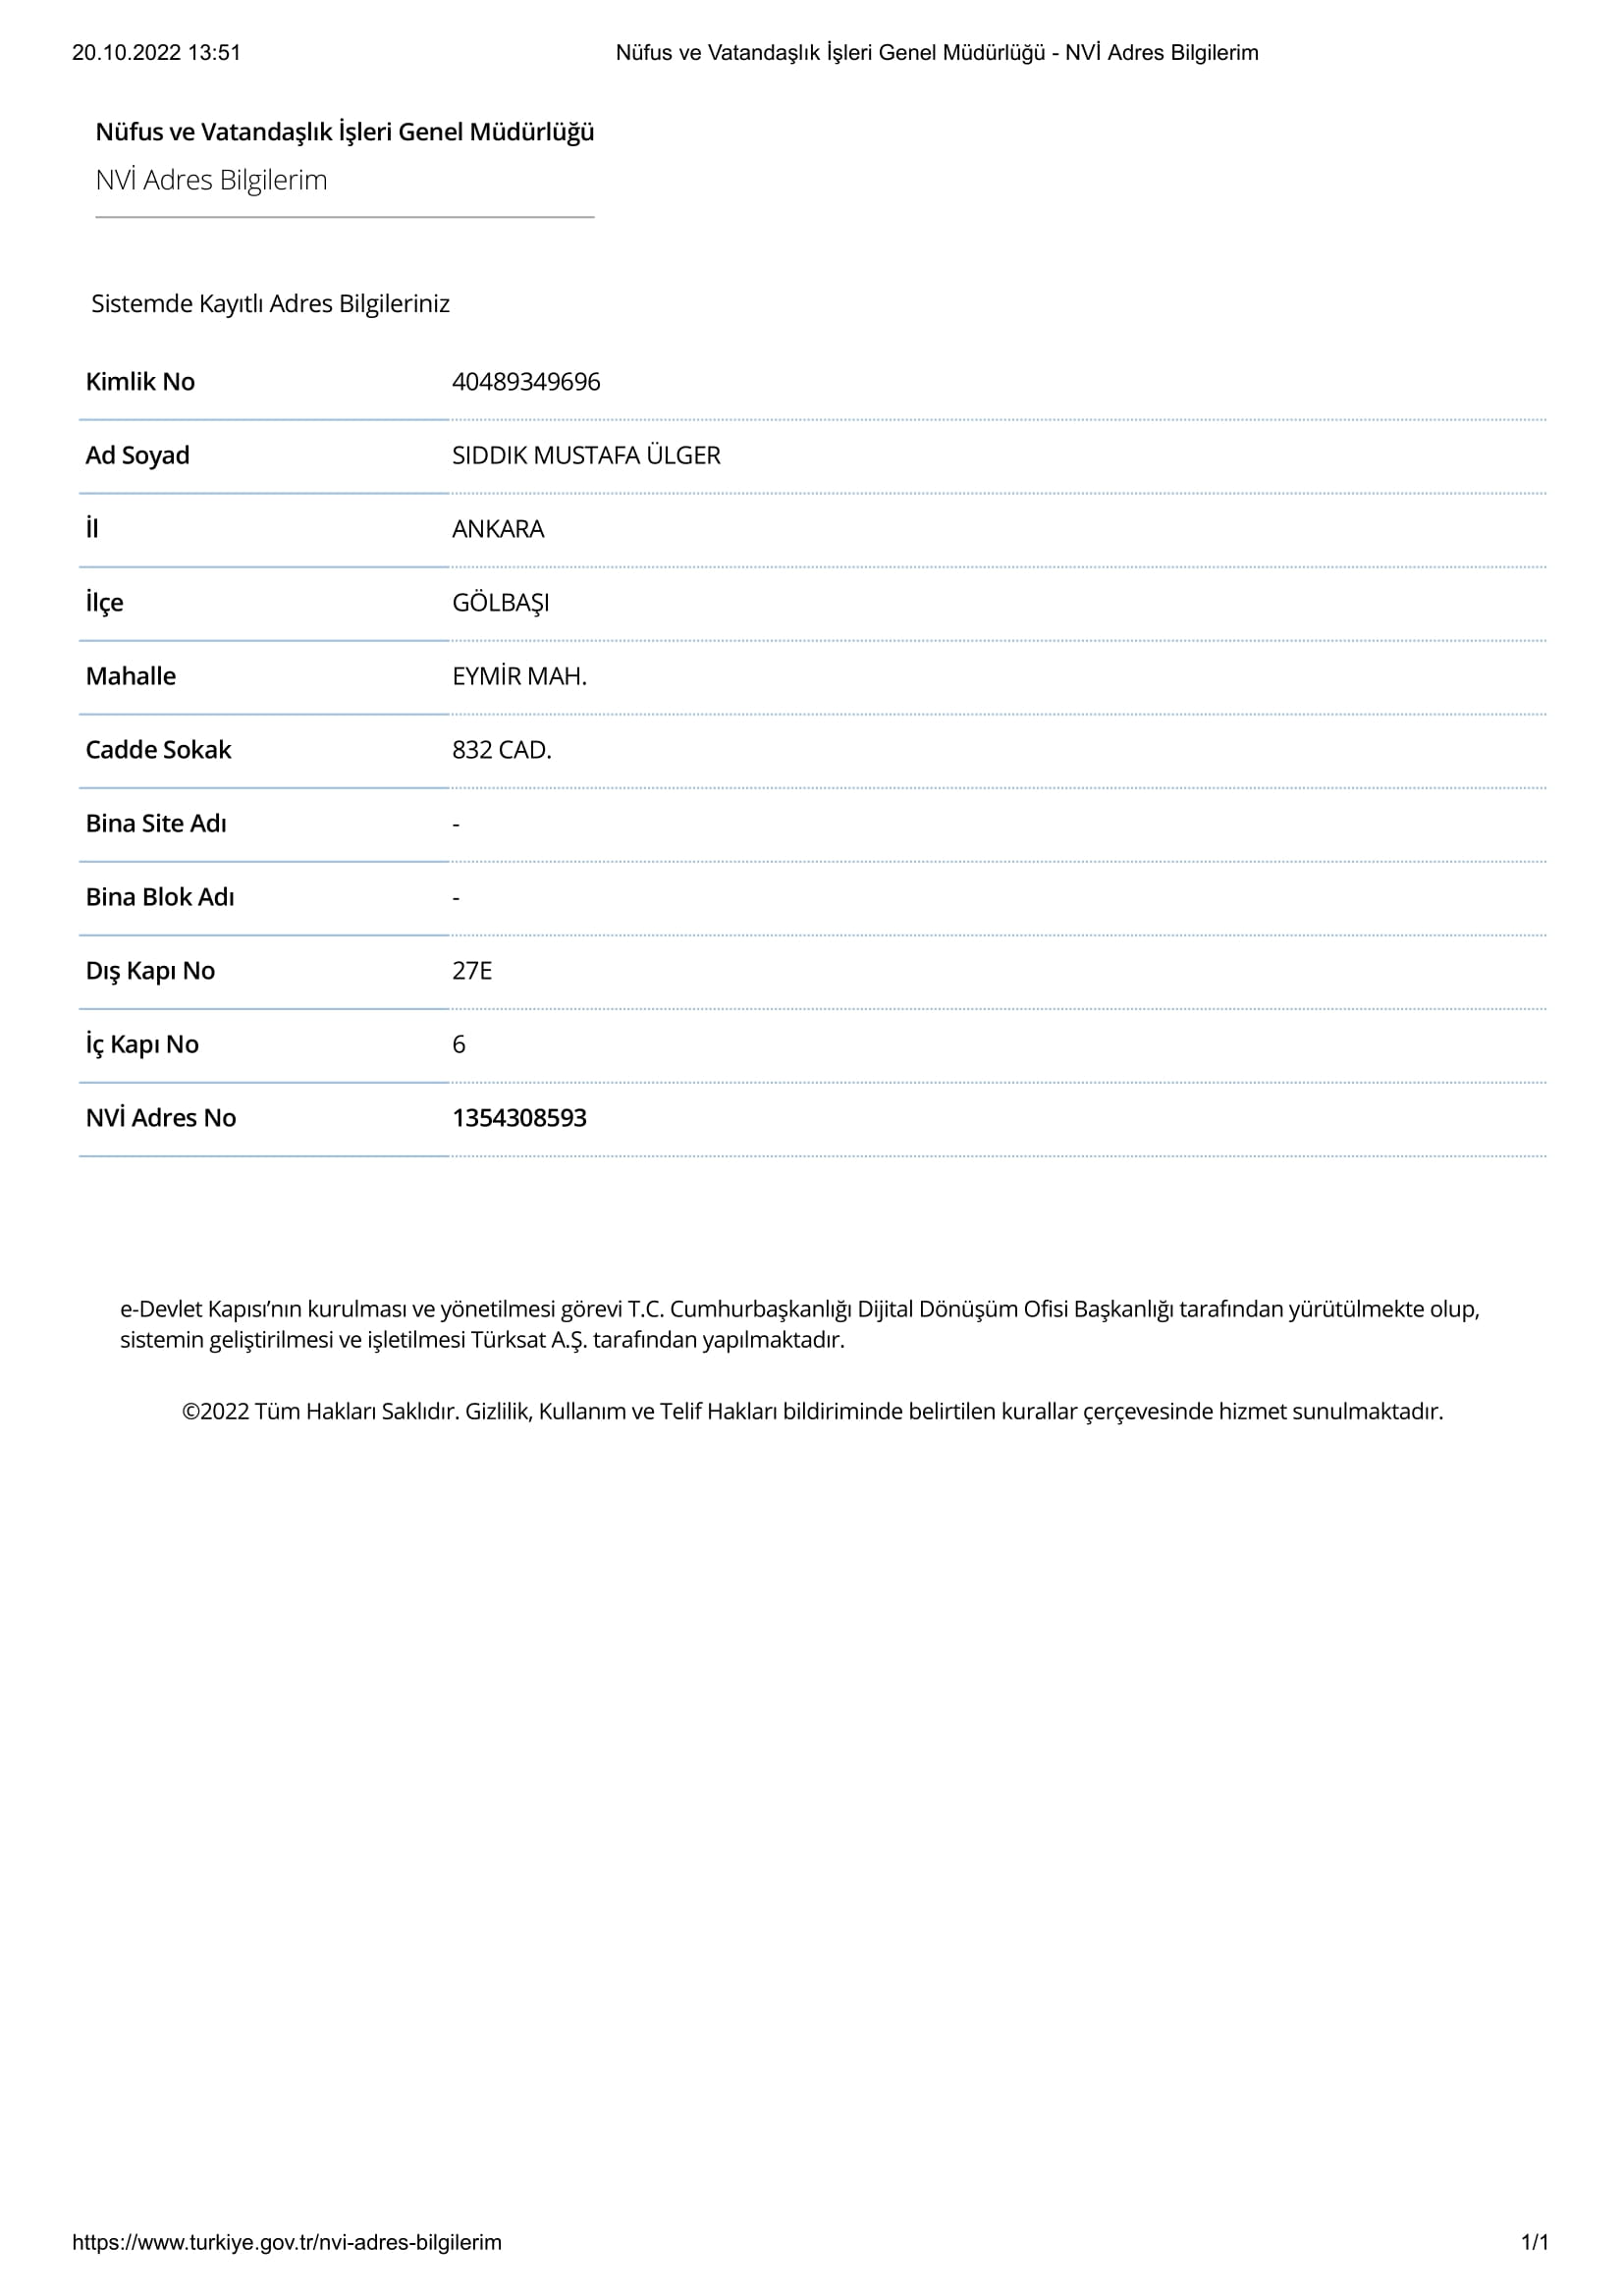 20.10.2022 13:51 Nüfus ve Vatandaşlık İşleri Genel Müdürlüğü - NVİ Adres Bilgilerim
Nüfus ve Vatandaşlık İşleri Genel Müdürlüğü
NVİ Adres Bilgilerim
Sistemde Kayıtlı Adres Bilgileriniz
Kimlik No 40489349696
Ad Soyad SIDDIK MUSTAFA ÜLGER
İl ANKARA
İlçe GÖLBAŞI
Mahalle EYMİR MAH.
Cadde Sokak 832 CAD.
Bina Site Adı -
Bina Blok Adı -
Dış Kapı No 27E
İç Kapı No 6
NVİ Adres No 1354308593
e-Devlet Kapısı’nın kurulması ve yönetilmesi görevi T.C. Cumhurbaşkanlığı Dijital Dönüşüm Ofisi Başkanlığı tarafından yürütülmekte olup,
sistemin geliştirilmesi ve işletilmesi Türksat A.Ş. tarafından yapılmaktadır.
©2022 Tüm Hakları Saklıdır. Gizlilik, Kullanım ve Telif Hakları bildiriminde belirtilen kurallar çerçevesinde hizmet sunulmaktadır.
https://www.turkiye.gov.tr/nvi-adres-bilgilerim 1/1